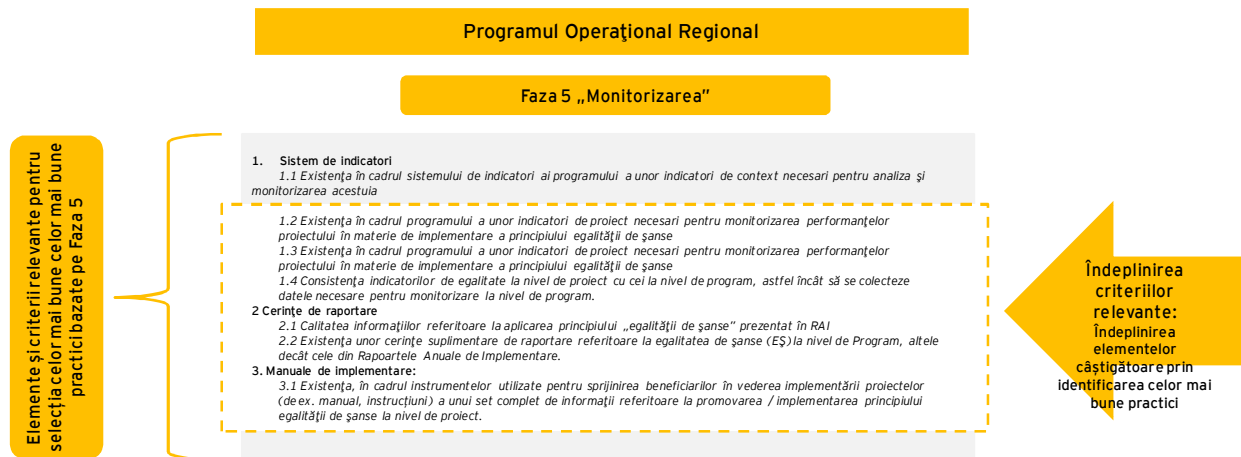 Programul Operaţional Regional
Faza 5 „Monitorizarea”
Elemente și criterii relevante pentru
selecția celor mai bune celor mai bune
practici bazate pe Faza 5
1. Sistem de indicatori
1.1 Existenţa în cadrul sistemului de indicatori ai programului a unor indicatori de context necesari pentru analiza şi
monitorizarea acestuia
1.2 Existenţa în cadrul programului a unor indicatori de proiect necesari pentru monitorizarea performanţelor
proiectului în materie de implementare a principiului egalităţii de şanse
1.3 Existenţa în cadrul programului a unor indicatori de proiect necesari pentru monitorizarea performanţelor
proiectului în materie de implementare a principiului egalităţii de şanse
1.4 Consistenţa indicatorilor de egalitate la nivel de proiect cu cei la nivel de program, astfel încât să se colecteze
datele necesare pentru monitorizare la nivel de program.
2 Cerinţe de raportare
2.1 Calitatea informaţiilor referitoare la aplicarea principiului „egalităţii de şanse” prezentat în RAI
2.2 Existenţa unor cerinţe suplimentare de raportare referitoare la egalitatea de şanse (EŞ) la nivel de Program, altele
decât cele din Rapoartele Anuale de Implementare.
3. Manuale de implementare:
3.1 Existenţa, în cadrul instrumentelor utilizate pentru sprijinirea beneficiarilor în vederea implementării proiectelor
(de ex. manual, instrucţiuni) a unui set complet de informaţii referitoare la promovarea / implementarea principiului
egalităţii de şanse la nivel de proiect.
Îndeplinirea
criteriilor
relevante:
Îndeplinirea
elementelor
câştigătoare prin
identificarea celor mai
bune practici